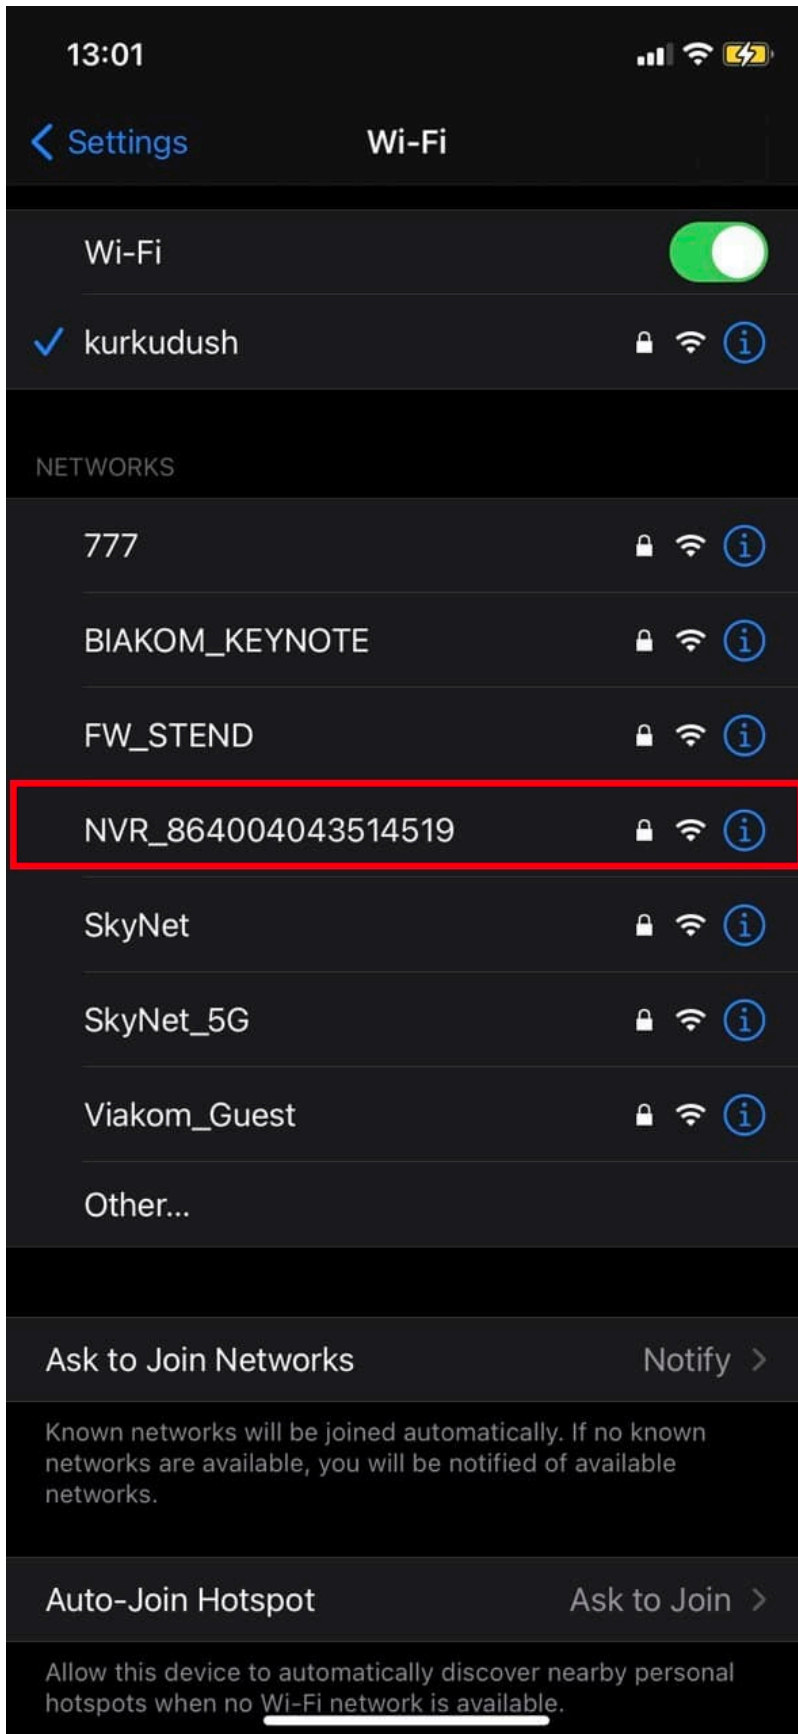 13:01
Settings
Wi-Fi
Wi-Fi
kurkudush
NETWORKS
777
BIAKOM_KEYNOTE
FW_STEND
NVR_864004043514519
SkyNet
SkyNet_5G
Viakom_Guest
Other...
Ask to Join Networks Notify
Known networks will be joined automatically. If no known
networks are available, you will be notified of available
networks.
Auto-Join Hotspot Ask to Join
Allow this device to automatically discover nearby personal
hotspots when no Wi-Fi network is available.